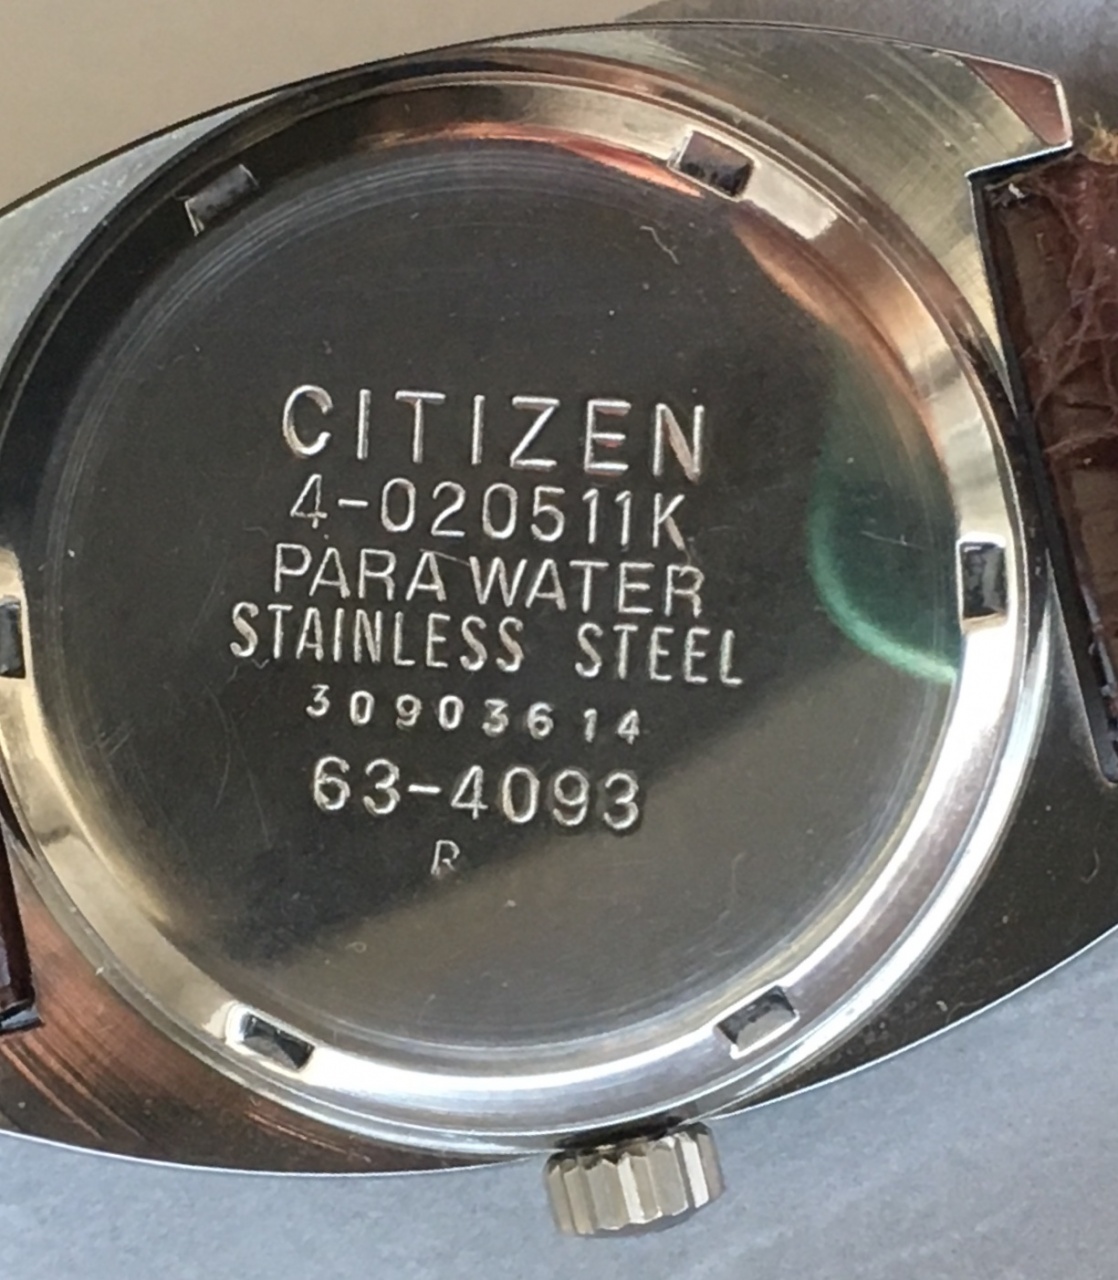 CITIZEN
4-020511K
PARA WATER
STAINLESS STEEL
30903614
63-4093
R